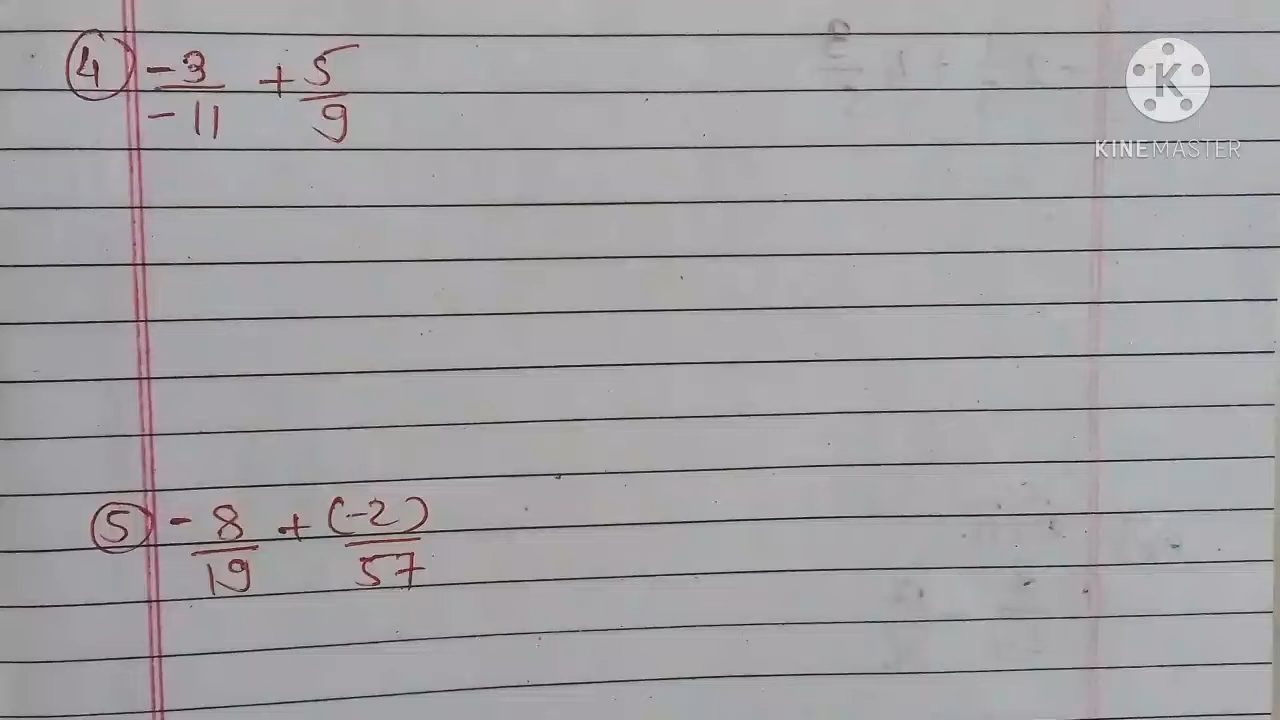 ④ -3/-11 + 5/9
K
KINEMASTER
⑤ -8/19 + (-2)/57